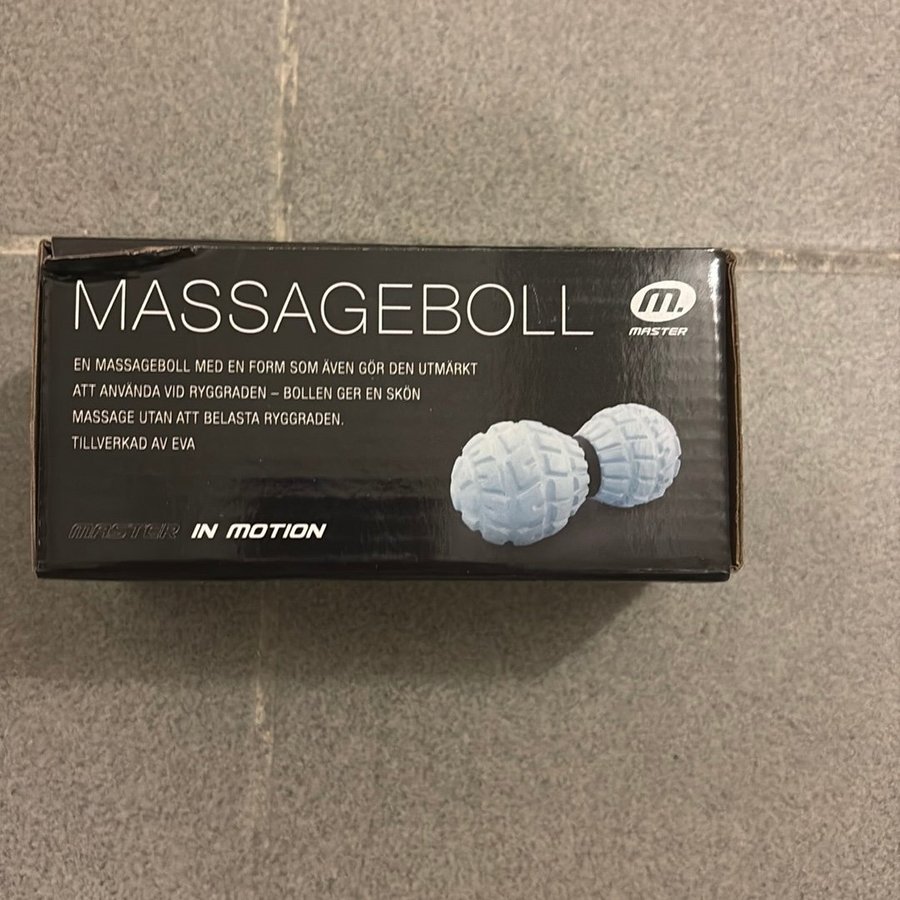 MASSAGEBOLL
M.
MASTER
EN MASSAGEBOLL MED EN FORM SOM ÄVEN GÖR DEN UTMÄRKT
ATT ANVÄNDA VID RYGGRADEN – BOLLEN GER EN SKÖN
MASSAGE UTAN ATT BELASTA RYGGRADEN.
TILLVERKAD AV EVA
MASTER IN MOTION